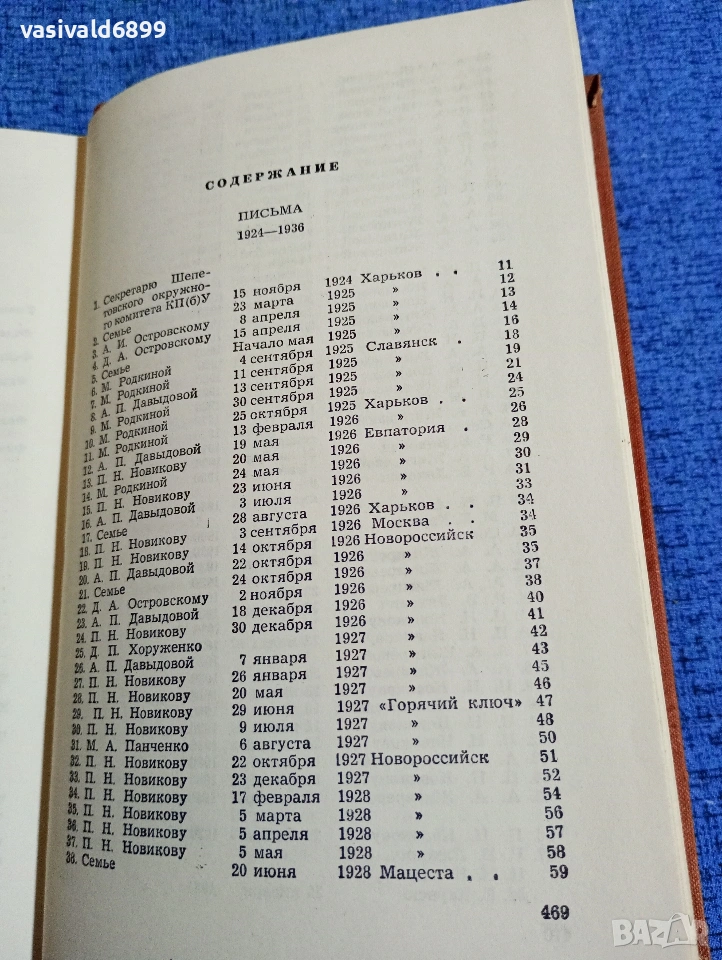 vasivald6899
СОДЕРЖАНИЕ
ПИСЬМА
1924—1936
1. Секретарю Шепе-
товского окружно-
го комитета КП(б)У 15 ноября 1924 Харьков . . 11
2. Семье 23 марта 1925 » 12
3. А. И. Островскому 8 апреля 1925 » 13
4. Д. А. Островскому 15 апреля 1925 » 14
5. Семье Начало мая 1925 » 16
6. М. Родкиной 4 сентября 1925 Славянск . 18
7. М. Родкиной 11 сентября 1925 » 19
8. А. П. Давыдовой 13 сентября 1925 » 21
9. М. Родкиной 30 сентября 1925 » 24
10. М. Родкиной 25 октября 1925 Харьков . . 25
11. М. Родкиной 13 февраля 1926 » 26
12. А. П. Давыдовой 19 мая 1926 Евпатория . 28
13. П. Н. Новикову 20 мая 1926 » 29
14. М. Родкиной 24 мая 1926 » 30
15. П. Н. Новикову 23 июня 1926 » 31
16. А. П. Давыдовой 3 июля 1926 » 33
17. Семье 28 августа 1926 Харьков . . 34
18. П. Н. Новикову 3 сентября 1926 Москва . . 34
19. П. Н. Новикову 14 октября 1926 Новороссийск 35
20. А. П. Давыдовой 22 октября 1926 » 35
21. Семье 24 октября 1926 » 37
22. Д. А. Островскому 2 ноября 1926 » 38
23. А. П. Давыдовой 18 декабря 1926 » 40
24. П. Н. Новикову 30 декабря 1926 » 41
25. Д. П. Хоруженко 1927 » 42
26. А. П. Давыдовой 7 января 1927 » 43
27. П. Н. Новикову 26 января 1927 » 45
28. П. Н. Новикову 20 мая 1927 » 46
29. П. Н. Новикову 29 июня 1927 «Горячий ключ» 47
30. П. Н. Новикову 9 июля 1927 » 48
31. М. А. Панченко 6 августа 1927 » 50
32. П. Н. Новикову 22 октября 1927 Новороссийск 51
33. П. Н. Новикову 23 декабря 1927 » 52
34. П. Н. Новикову 17 февраля 1928 » 54
35. П. Н. Новикову 5 марта 1928 » 56
36. П. Н. Новикову 5 апреля 1928 » 57
37. П. Н. Новикову 5 мая 1928 » 58
38. Семье 20 июня 1928 Мацеста . . 59
469
BAZAR